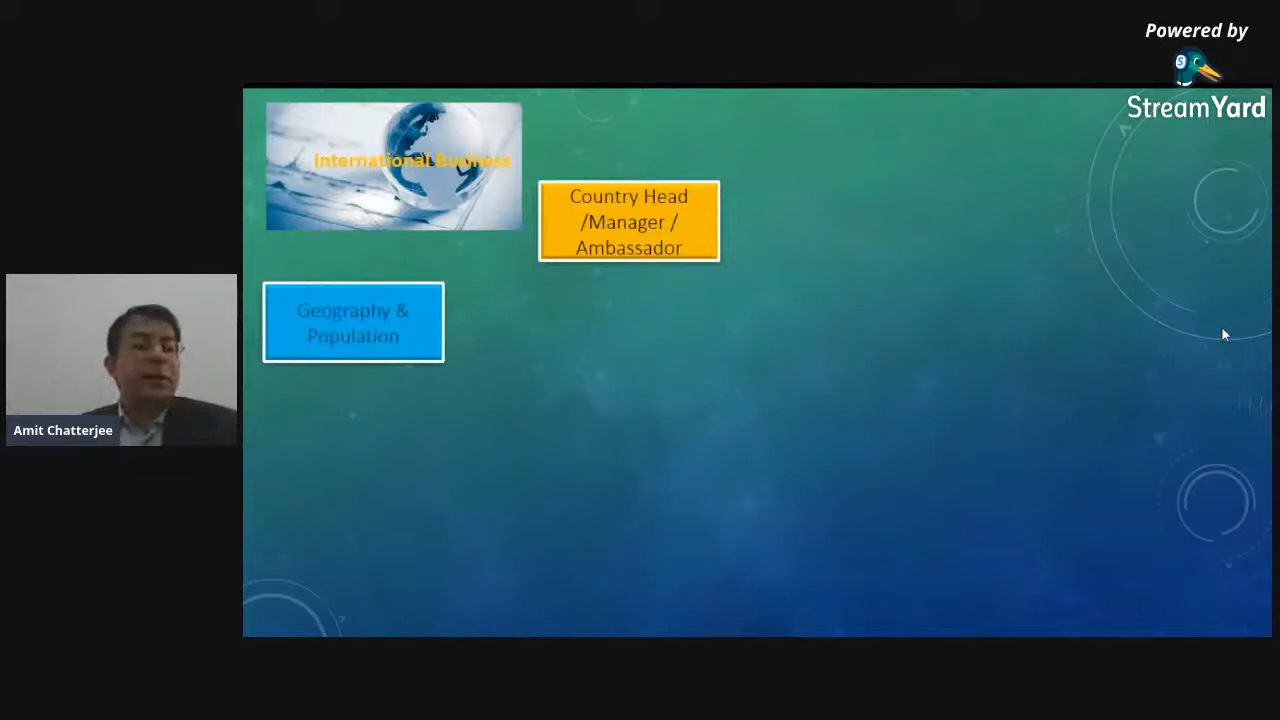 Powered by
StreamYard
International Business
Country Head
/Manager /
Ambassador
Geography &
Population
Amit Chatterjee